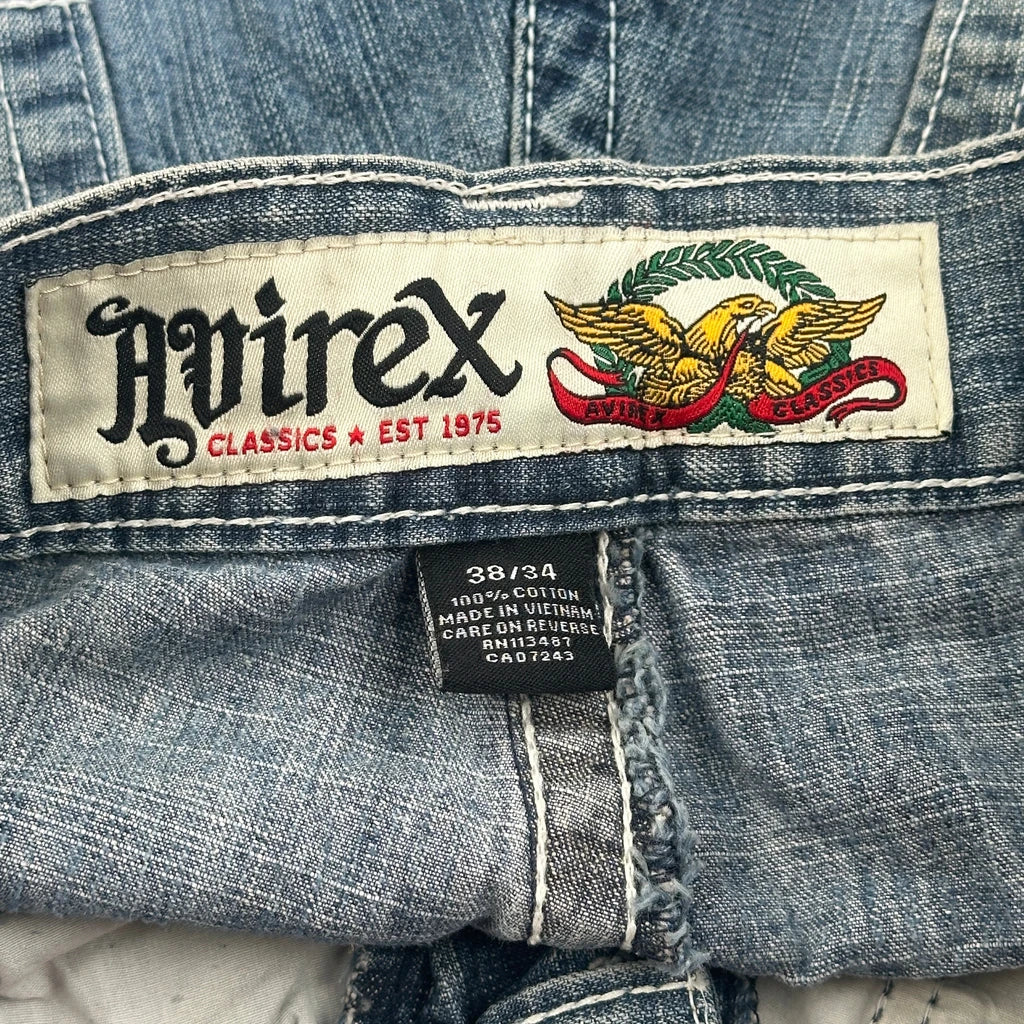 Avirex
CLASSICS ★ EST 1975
AVIREX CLASSICS
38/34
100% COTTON
MADE IN VIETNAM
CARE ON REVERSE
RN113487
CA07243